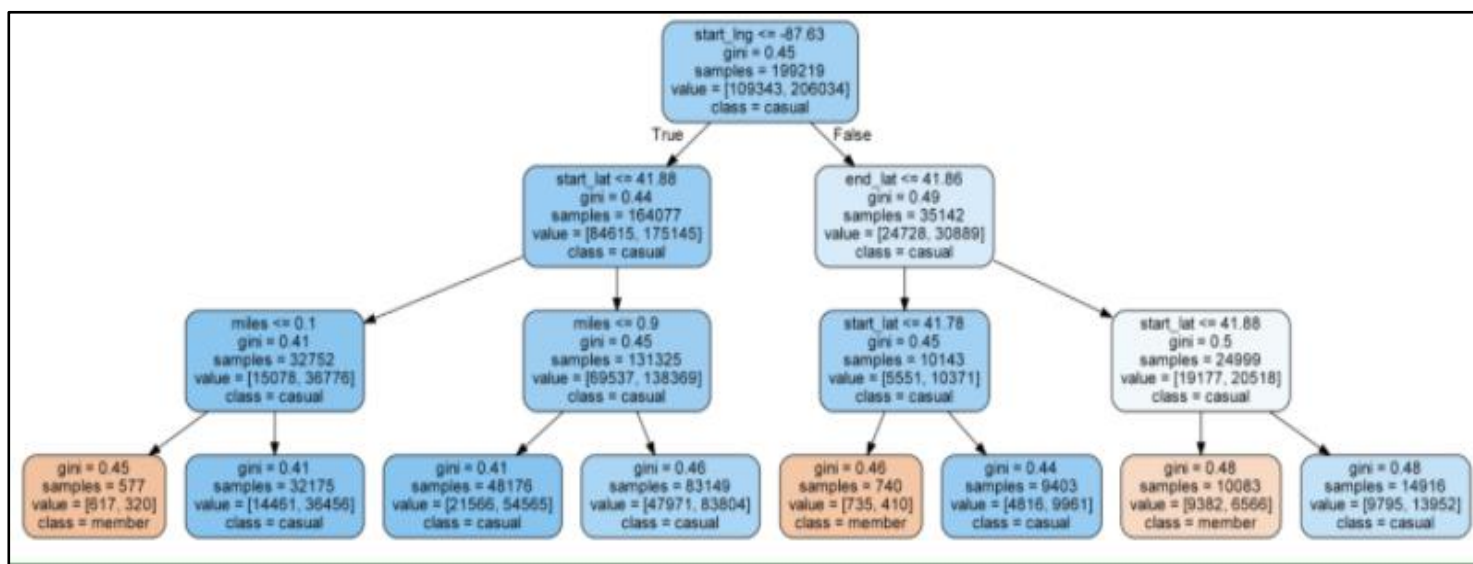 start_lng <= -87.63
gini = 0.45
samples = 199219
value = [109343, 206034]
class = casual
True
False
start_lat <= 41.88
gini = 0.44
samples = 164077
value = [84615, 175145]
class = casual
end_lat <= 41.86
gini = 0.49
samples = 35142
value = [24728, 30889]
class = casual
miles <= 0.1
gini = 0.41
samples = 32752
value = [15078, 36776]
class = casual
miles <= 0.9
gini = 0.45
samples = 131325
value = [69537, 138369]
class = casual
start_lat <= 41.78
gini = 0.45
samples = 10143
value = [5551, 10371]
class = casual
start_lat <= 41.88
gini = 0.5
samples = 24999
value = [19177, 20518]
class = casual
gini = 0.45
samples = 577
value = [617, 320]
class = member
gini = 0.41
samples = 32175
value = [14461, 36456]
class = casual
gini = 0.41
samples = 48176
value = [21566, 54565]
class = casual
gini = 0.46
samples = 83149
value = [47971, 83804]
class = casual
gini = 0.46
samples = 740
value = [735, 410]
class = member
gini = 0.44
samples = 9403
value = [4816, 9961]
class = casual
gini = 0.48
samples = 10083
value = [9382, 6566]
class = member
gini = 0.48
samples = 14916
value = [9795, 13952]
class = casual